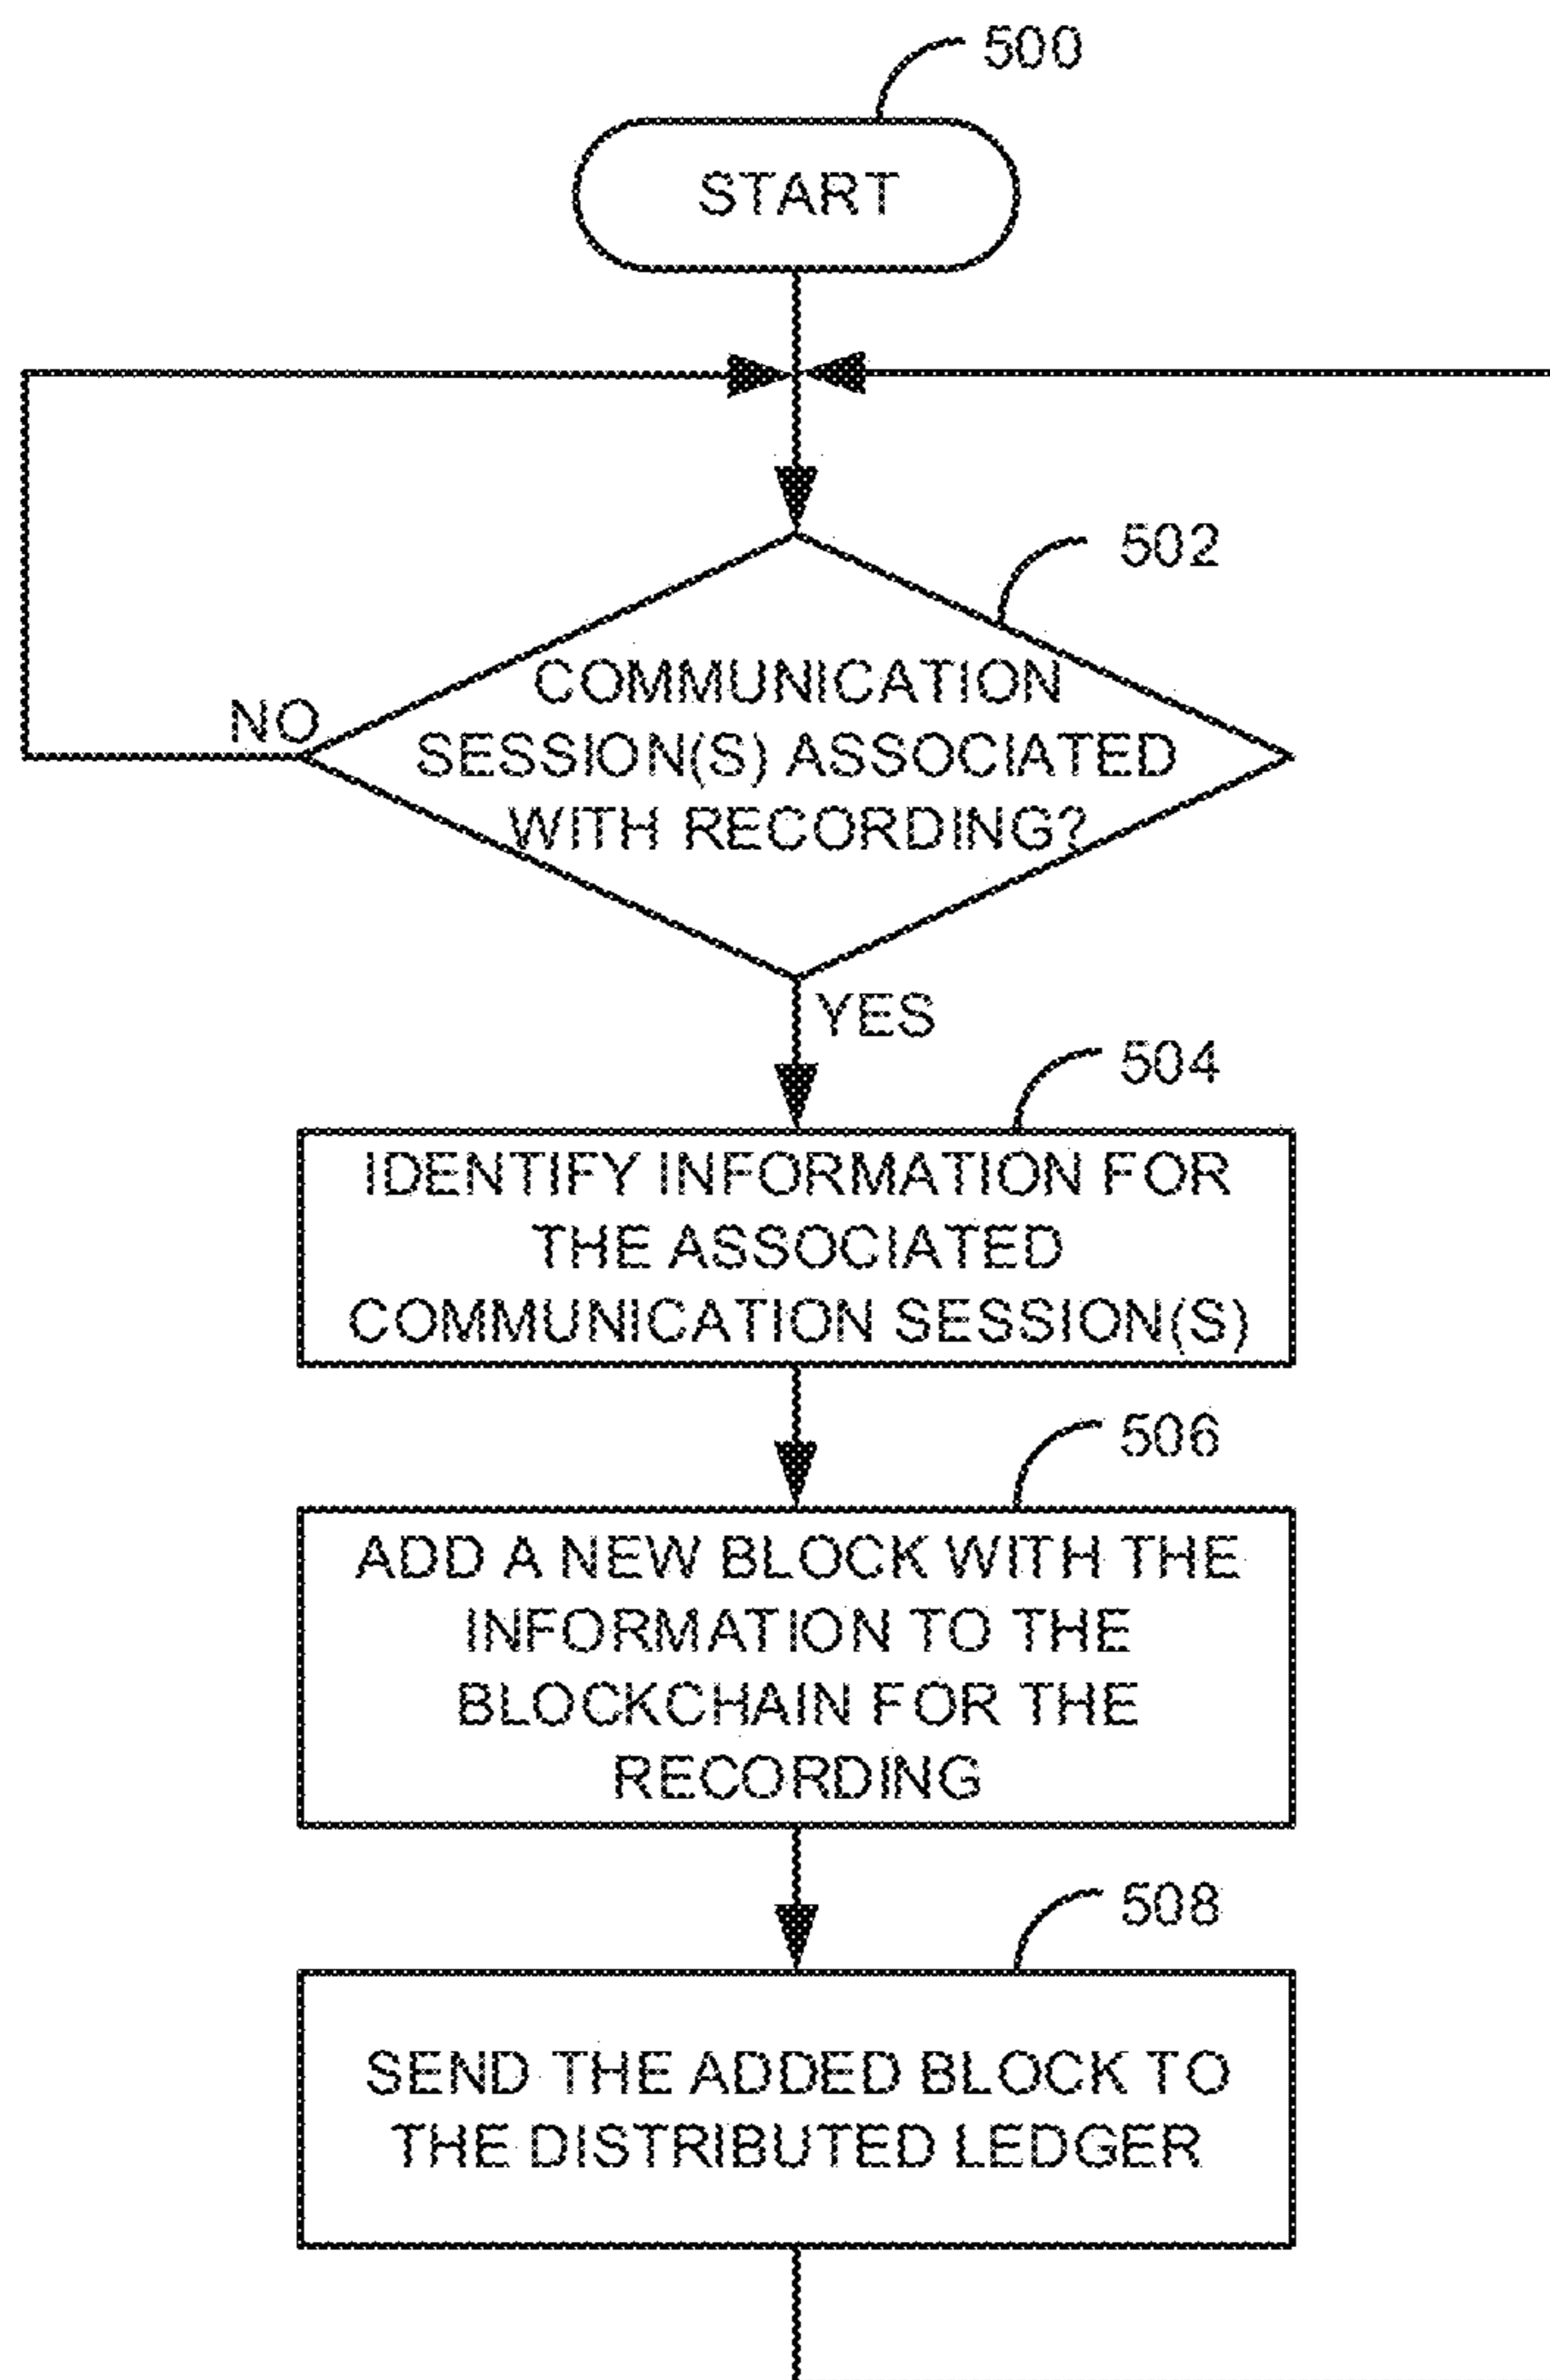 500
START
502
COMMUNICATION
SESSION(S) ASSOCIATED
WITH RECORDING?
NO
YES
504
IDENTIFY INFORMATION FOR
THE ASSOCIATED
COMMUNICATION SESSION(S)
506
ADD A NEW BLOCK WITH THE
INFORMATION TO THE
BLOCKCHAIN FOR THE
RECORDING
508
SEND THE ADDED BLOCK TO
THE DISTRIBUTED LEDGER